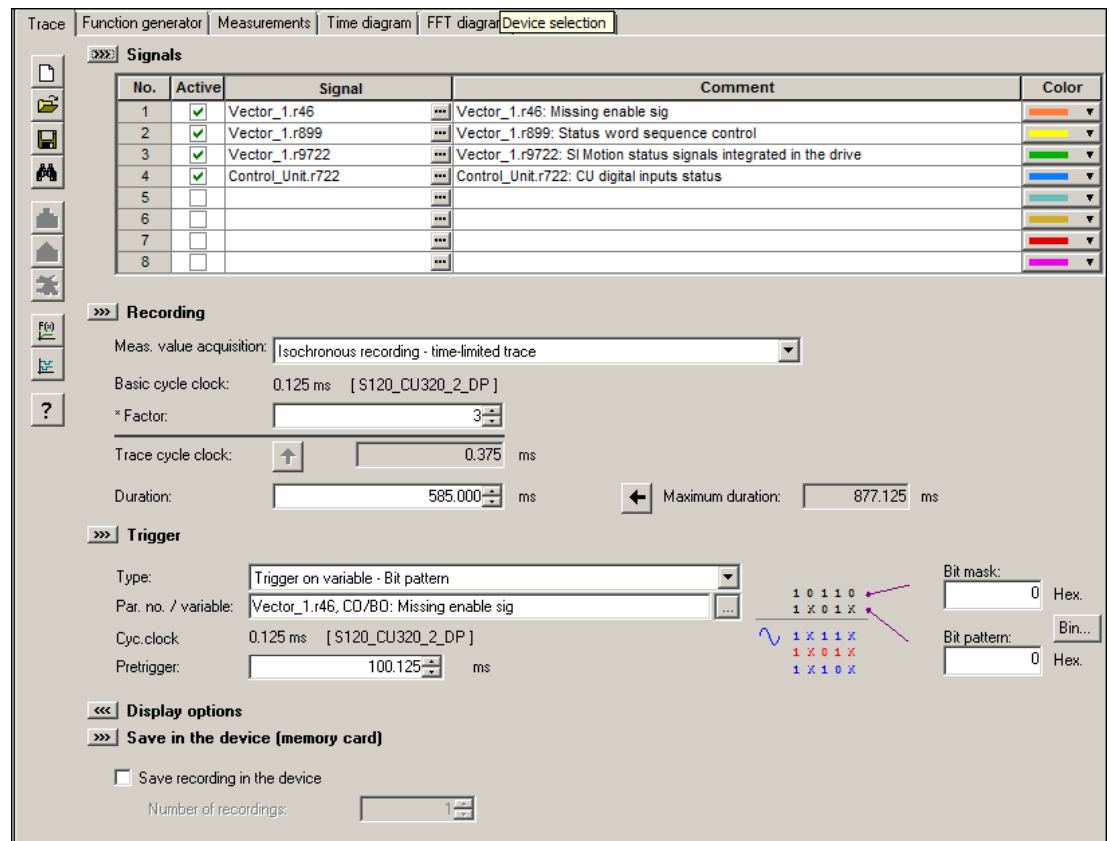 Trace Function generator Measurements Time diagram FFT diagra Device selection
Signals
No. Active Signal Comment Color
1 Vector_1.r46 ... Vector_1.r46: Missing enable sig
2 Vector_1.r899 ... Vector_1.r899: Status word sequence control
3 Vector_1.r9722 ... Vector_1.r9722: SI Motion status signals integrated in the drive
4 Control_Unit.r722 ... Control_Unit.r722: CU digital inputs status
5 ...
6 ...
7 ...
8 ...
Recording
Meas. value acquisition: Isochronous recording - time-limited trace
Basic cycle clock: 0.125 ms [ S120_CU320_2_DP ]
* Factor: 3
Trace cycle clock: 0.375 ms
Duration: 585.000 ms Maximum duration: 877.125 ms
Trigger
Type: Trigger on variable - Bit pattern
Par. no. / variable: Vector_1.r46, CO/BO: Missing enable sig ...
Cyc.clock 0.125 ms [ S120_CU320_2_DP ]
Pretrigger: 100.125 ms
1 0 1 1 0
1 X 0 1 X
1 X 1 1 X
1 X 0 1 X
1 X 1 0 X
Bit mask:
0 Hex.
Bin...
Bit pattern:
0 Hex.
Display options
Save in the device (memory card)
Save recording in the device
Number of recordings: 1
F(x)
?